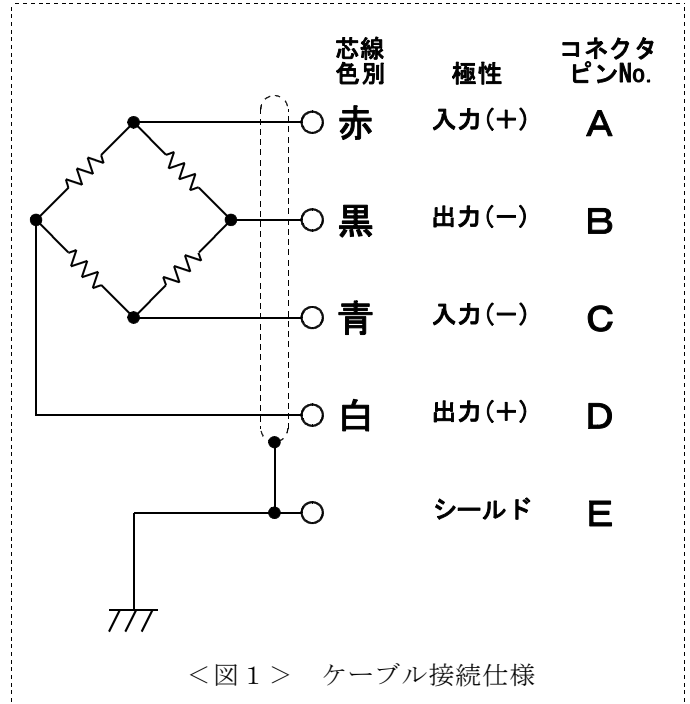 芯線
色別 極性 コネクタ
ピンNo.
赤 入力(+) A
黒 出力(−) B
青 入力(−) C
白 出力(+) D
シールド E
＜図１＞ ケーブル接続仕様